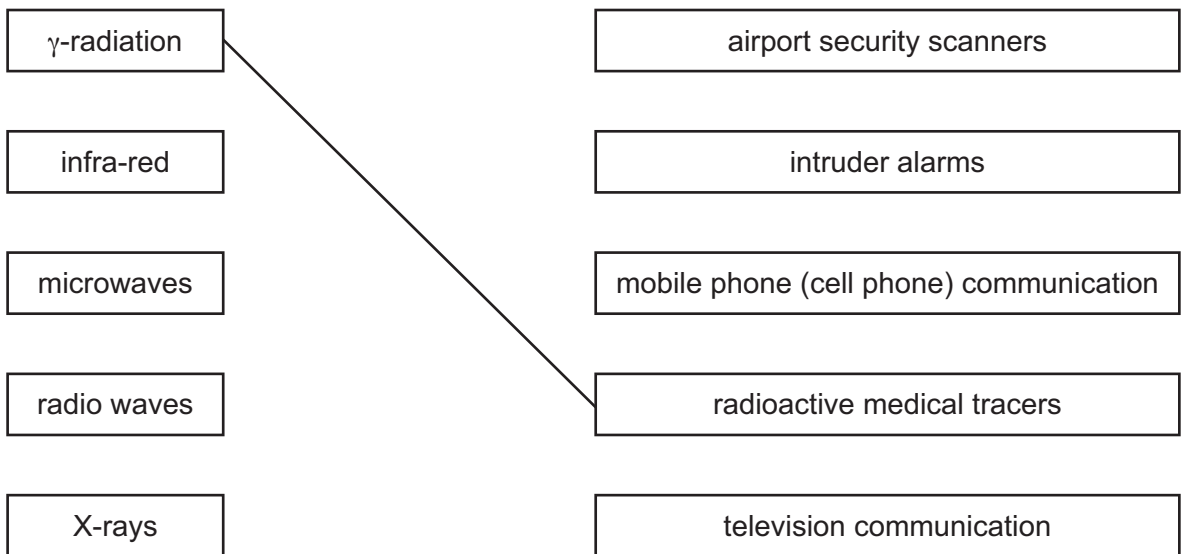 γ-radiation
airport security scanners
infra-red
intruder alarms
microwaves
mobile phone (cell phone) communication
radio waves
radioactive medical tracers
X-rays
television communication